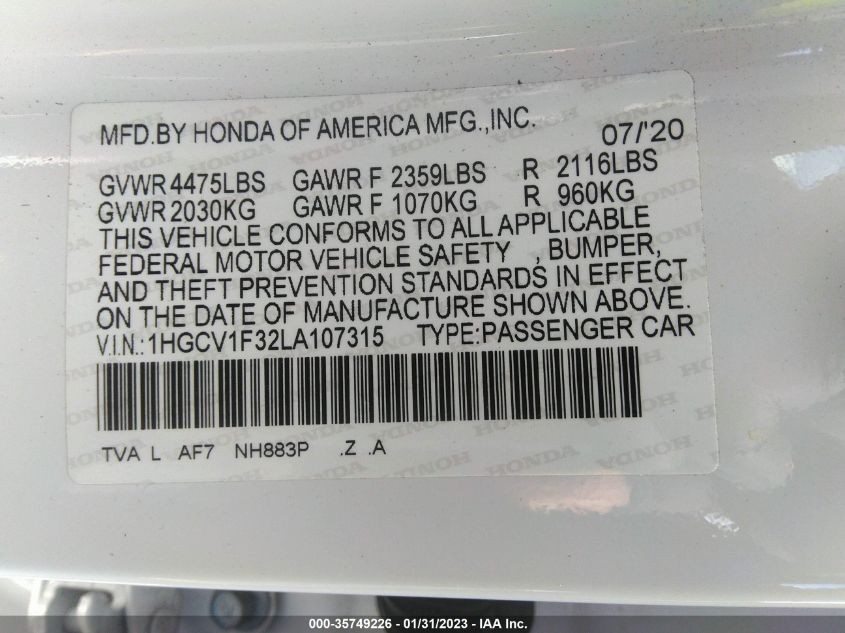 MFD.BY HONDA OF AMERICA MFG.,INC. 07/'20
GVWR 4475LBS GAWR F 2359LBS R 2116LBS
GVWR 2030KG GAWR F 1070KG R 960KG
THIS VEHICLE CONFORMS TO ALL APPLICABLE
FEDERAL MOTOR VEHICLE SAFETY , BUMPER,
AND THEFT PREVENTION STANDARDS IN EFFECT
ON THE DATE OF MANUFACTURE SHOWN ABOVE.
V.I.N.:1HGCV1F32LA107315 TYPE:PASSENGER CAR
TVA L AF7 NH883P .Z .A
000-35749226 - 01/31/2023 - IAA Inc.